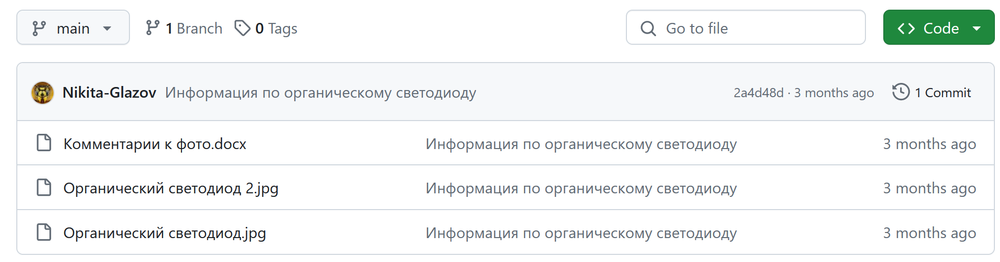 main 1 Branch 0 Tags Go to file Code
Nikita-Glazov Информация по органическому светодиоду 2a4d48d · 3 months ago 1 Commit
Комментарии к фото.docx Информация по органическому светодиоду 3 months ago
Органический светодиод 2.jpg Информация по органическому светодиоду 3 months ago
Органический светодиод.jpg Информация по органическому светодиоду 3 months ago